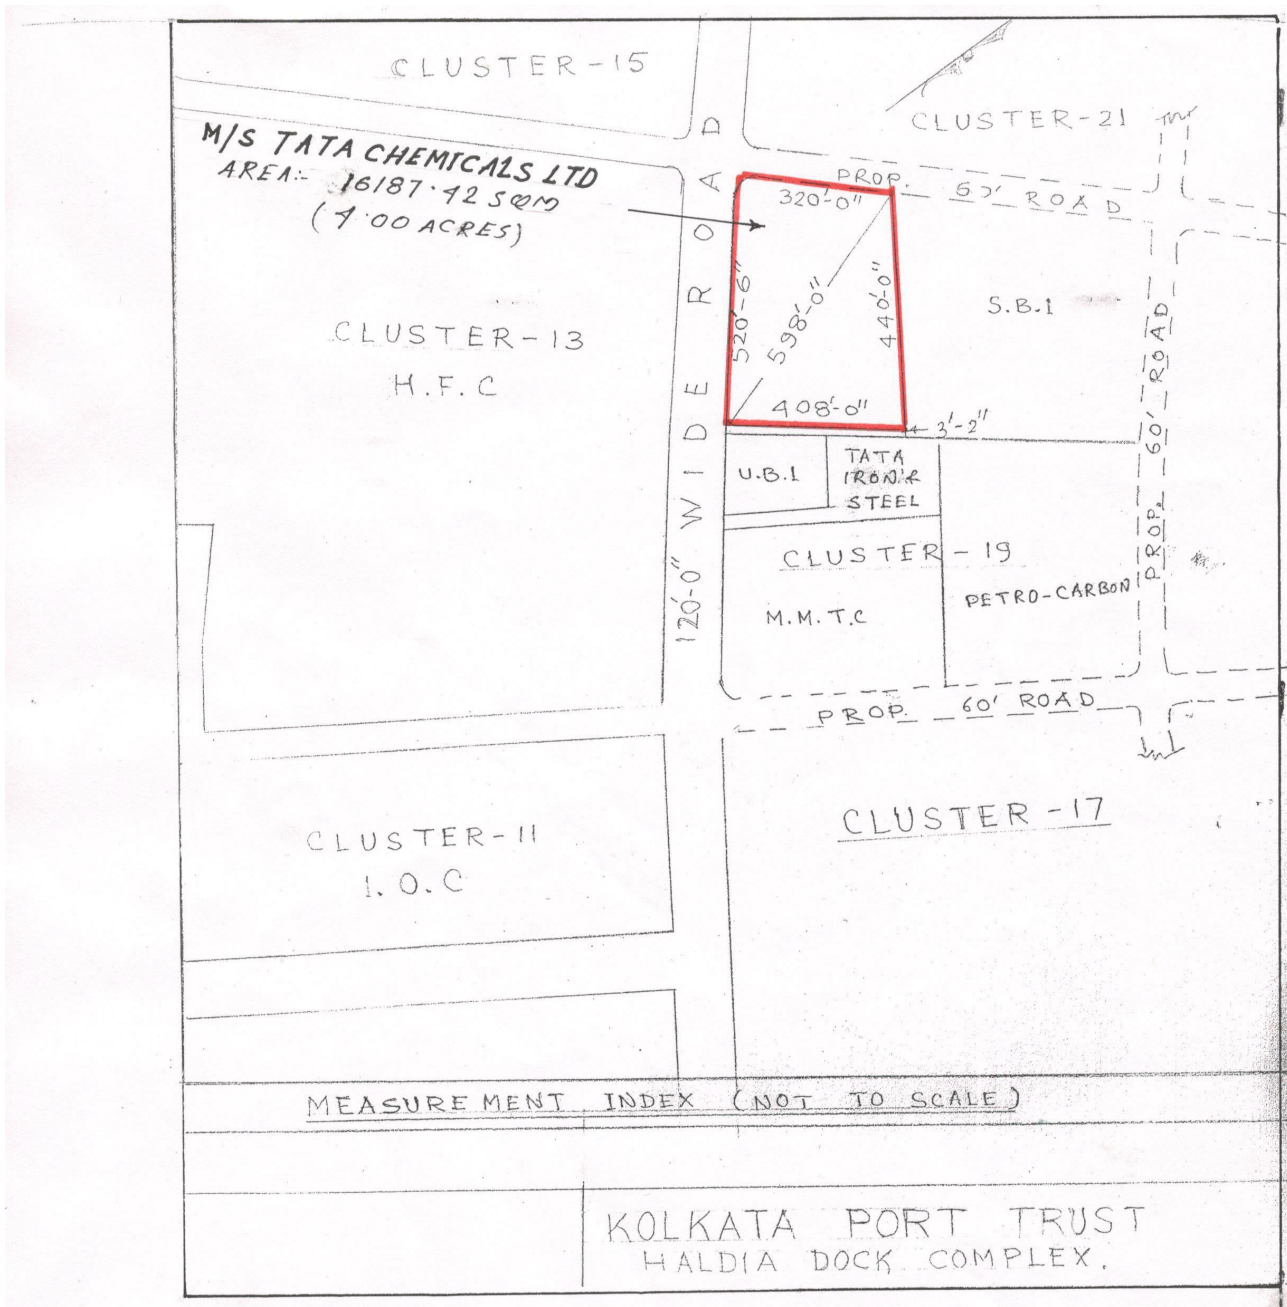 CLUSTER-15
CLUSTER-21
M/S TATA CHEMICALS LTD
AREA:- 16187.42 SQM
(4.00 ACRES)
PROP. 60' ROAD
320'-0"
520'-6"
598'-0"
440'-0"
408'-0"
3'-2"
S.B.I
CLUSTER-13
H.F.C
120'-0" WIDE ROAD
U.B.I
TATA
IRON &
STEEL
CLUSTER-19
M.M.T.C
PETRO-CARBON
PROP. 60' ROAD
PROP. 60' ROAD
CLUSTER-11
I.O.C
CLUSTER-17
MEASUREMENT INDEX (NOT TO SCALE)
KOLKATA PORT TRUST
HALDIA DOCK COMPLEX.